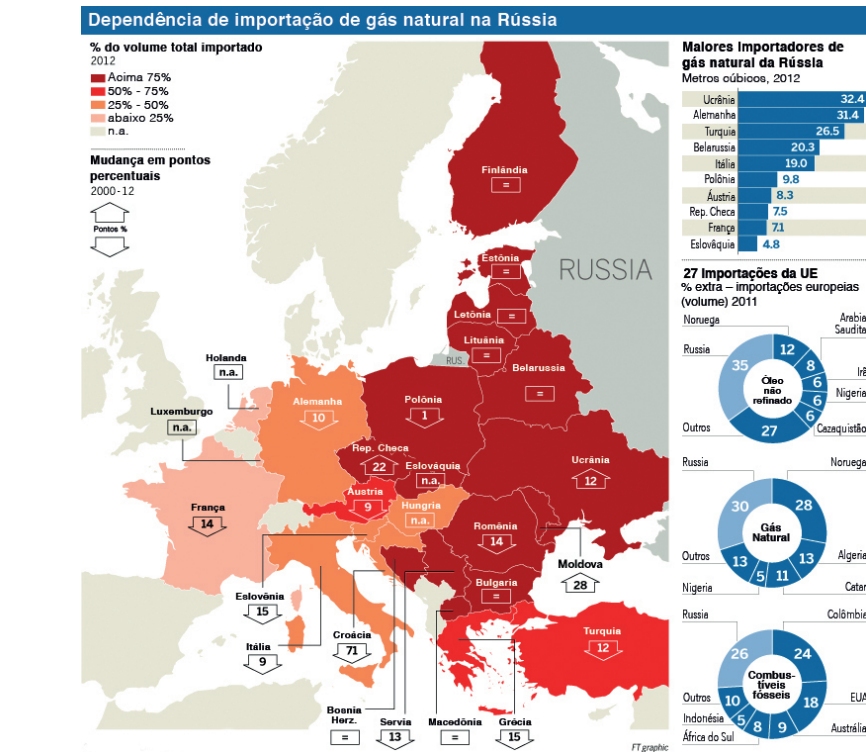 Dependência de importação de gás natural na Rússia
% do volume total importado
2012
Acima 75%
50% - 75%
25% - 50%
abaixo 25%
n.a.
Mudança em pontos
percentuais
2000-12
Pontos %
Finlândia
=
Estônia
=
RUSSIA
Letônia =
Lituânia
=
RUS.
Belarussia
=
Holanda
n.a.
Luxemburgo
n.a.
Alemanha
10
Polônia
1
Rep. Checa
22
Eslováquia
n.a.
Ucrânia
12
Áustria
9
Hungria
n.a.
França
14
Romênia
14
Moldova
28
Bulgaria
=
Eslovênia
15
Itália
9
Croácia
71
Turquia
12
Bosnia
Herz.
=
Servia
13
Macedônia
=
Grécia
15
FT graphic
Maiores importadores de
gás natural da Rússia
Metros cúbicos, 2012
Ucrânia 32.4
Alemanha 31.4
Turquia 26.5
Belarussia 20.3
Itália 19.0
Polônia 9.8
Áustria 8.3
Rep. Checa 7.5
França 7.1
Eslováquia 4.8
27 Importações da UE
% extra – importações europeias
(volume) 2011
Noruega
Arabia
Saudita
Russia
Irã
Nigeria
Outros
Cazaquistão
35
12
8
6
6
6
27
Óleo
não
refinado
Russia
Noruega
30
28
Gás
Natural
Outros
13
5
11
13
Algeria
Nigeria
Catar
Russia
Colômbia
26
24
Combus-
tíveis
fósseis
Outros
10
18
EUA
Indonésia
5
8
9
Austrália
África do Sul